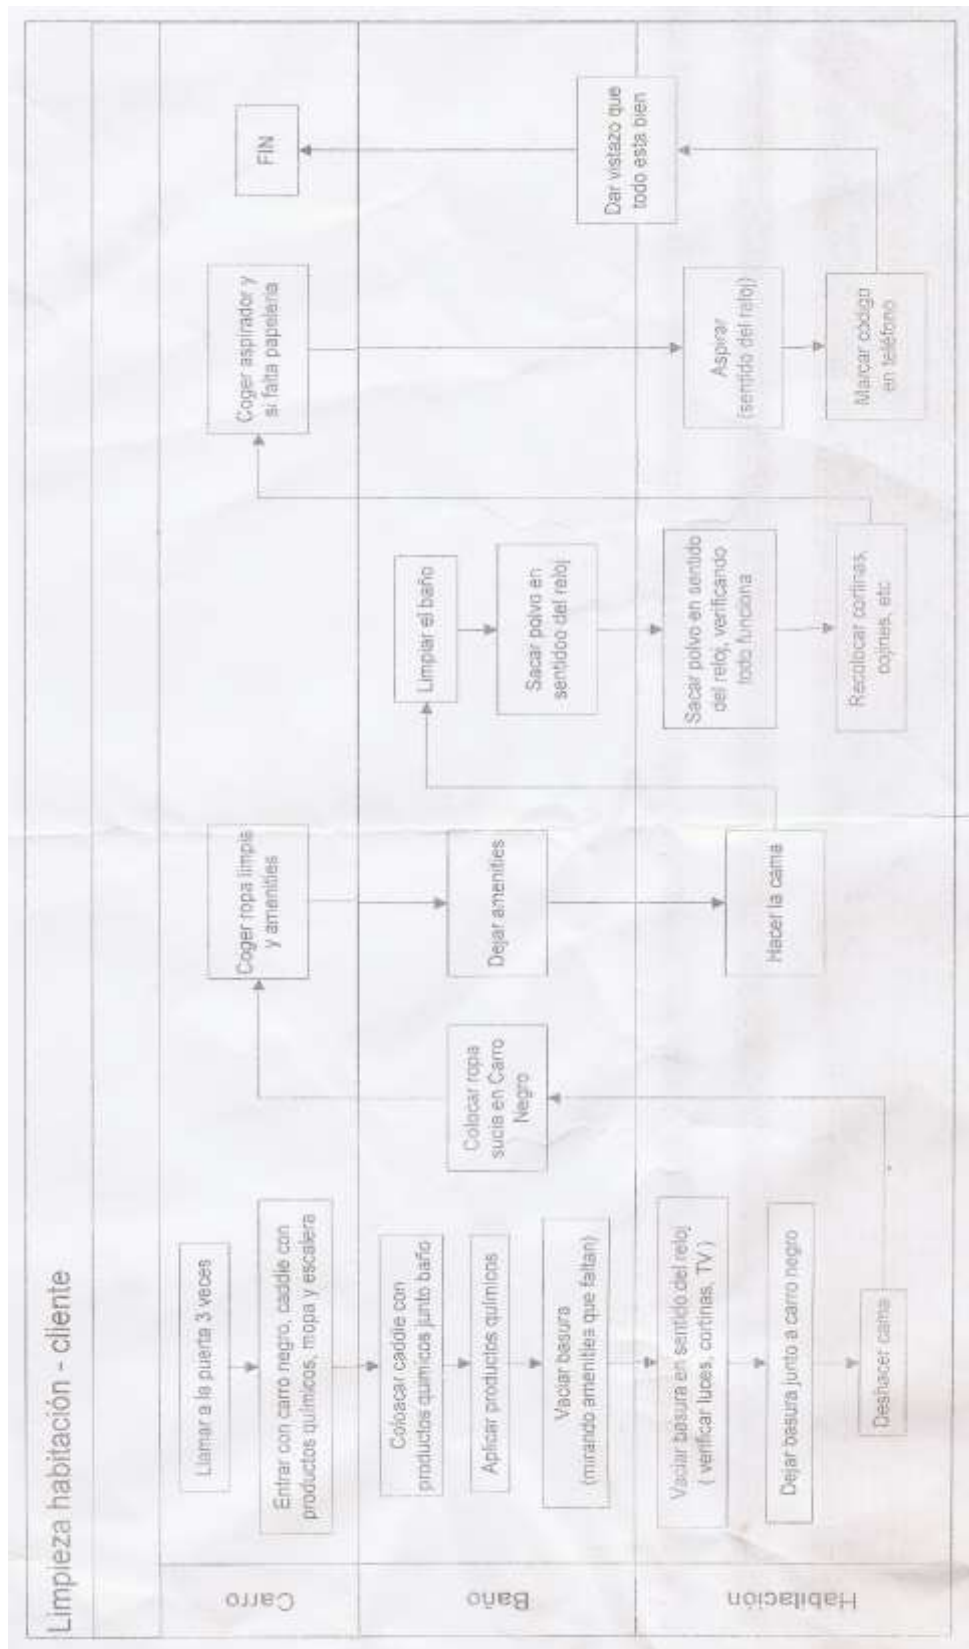 Limpieza habitación - cliente
Carro
Llamar a la puerta 3 veces
Entrar con carro negro, caddie con
productos químicos, mopa y escalera
Coger ropa limpis
y amenities
Coger aspirador y
si falta papeleria
FIN
Baño
Coloacar caddie con
productos quimicos junto baño
Aplicar productos químicos
Vaciar basura
(mirando amenities que faltan)
Colocar ropa
sucia en Carro
Negro
Dejar amenities
Limpiar el baño
Sacar polvo en
sentidoo del reloj
Dar vistazo que
todo esta bien
Habitación
Vaciar basura en sentido del reloj
( verificar luces, cortinas, TV )
Dejar basura junto a carro negro
Deshacer cama
Hacer la cama
Sacar polvo en sentido
del reloj, verificando
todo funciona
Recolocar cortinas,
cojines, etc
Aspirar
(sentido del reloj)
Marcar código
en teléfono